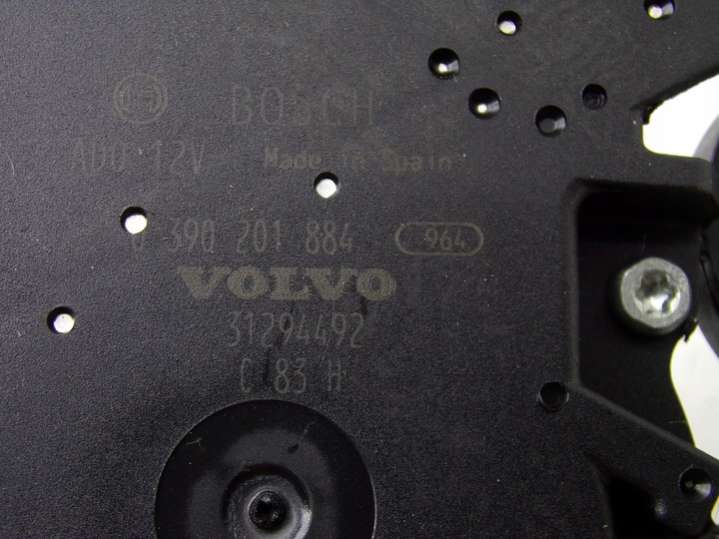 BOSCH
ADO 12V Made in Spain
0 390 201 884 964
VOLVO
31294492
C 83 H